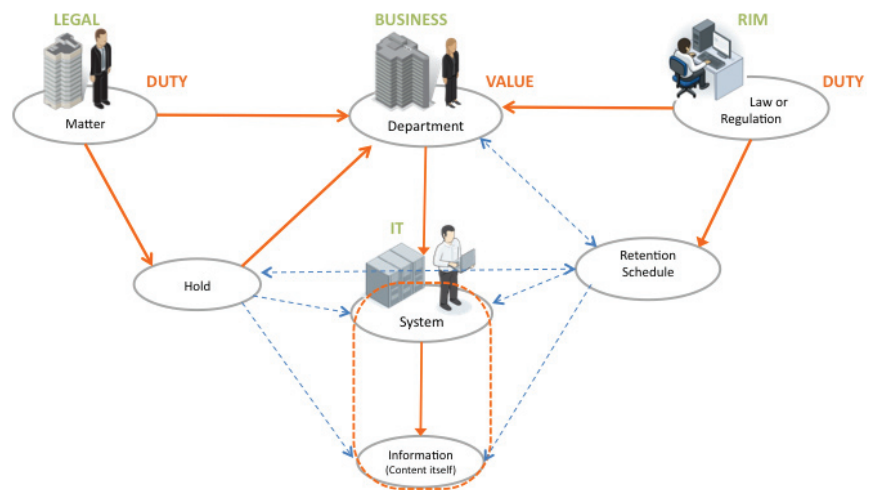 LEGAL
BUSINESS
RIM
DUTY
VALUE
DUTY
Matter
Department
Law or
Regulation
IT
Hold
Retention
Schedule
System
Information
(Content itself)